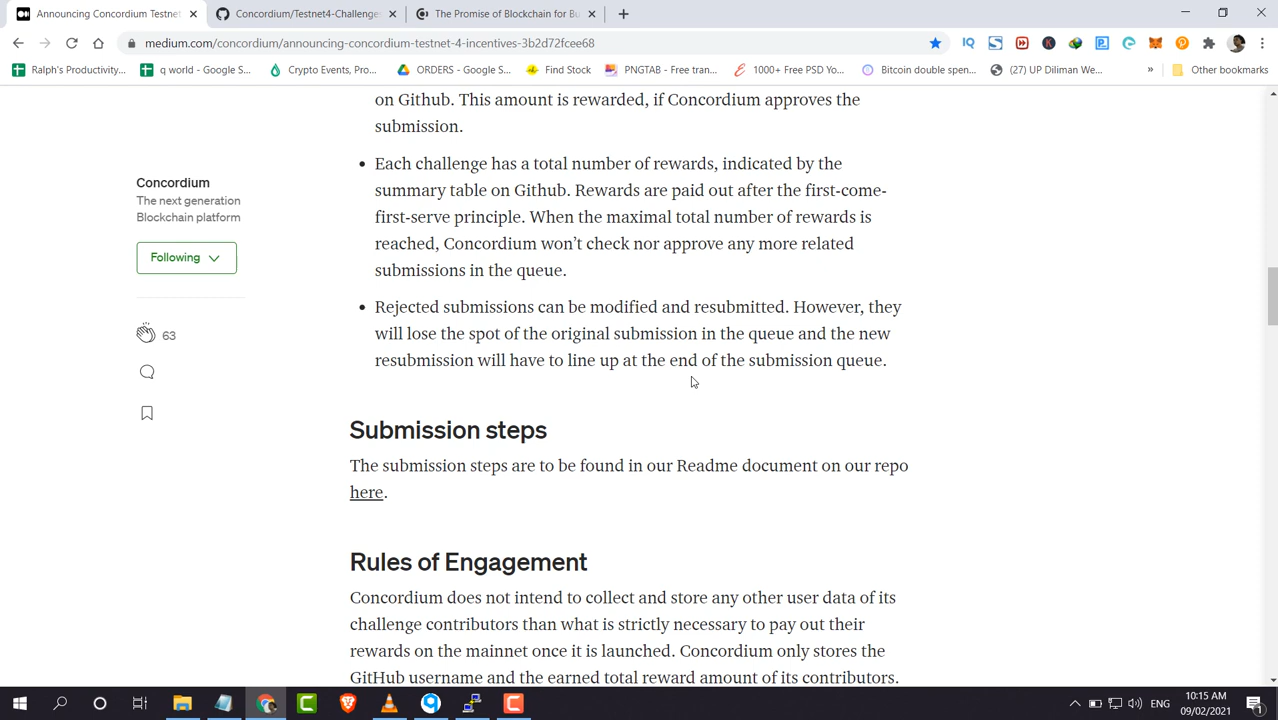 Announcing Concordium Testnet
Concordium/Testnet4-Challenges
The Promise of Blockchain for Bu
medium.com/concordium/announcing-concordium-testnet-4-incentives-3b2d72fcee68
Ralph's Productivity...
q world - Google S...
Crypto Events, Pro...
ORDERS - Google S...
Find Stock
PNGTAB - Free tran...
1000+ Free PSD Yo...
Bitcoin double spen...
(27) UP Diliman We...
»
Other bookmarks
on Github. This amount is rewarded, if Concordium approves the
submission.
• Each challenge has a total number of rewards, indicated by the
summary table on Github. Rewards are paid out after the first-come-
first-serve principle. When the maximal total number of rewards is
reached, Concordium won't check nor approve any more related
submissions in the queue.
• Rejected submissions can be modified and resubmitted. However, they
will lose the spot of the original submission in the queue and the new
resubmission will have to line up at the end of the submission queue.
Concordium
The next generation
Blockchain platform
Following
63
Submission steps
The submission steps are to be found in our Readme document on our repo
here.
Rules of Engagement
Concordium does not intend to collect and store any other user data of its
challenge contributors than what is strictly necessary to pay out their
rewards on the mainnet once it is launched. Concordium only stores the
GitHub username and the earned total reward amount of its contributors.
ENG
10:15 AM
09/02/2021